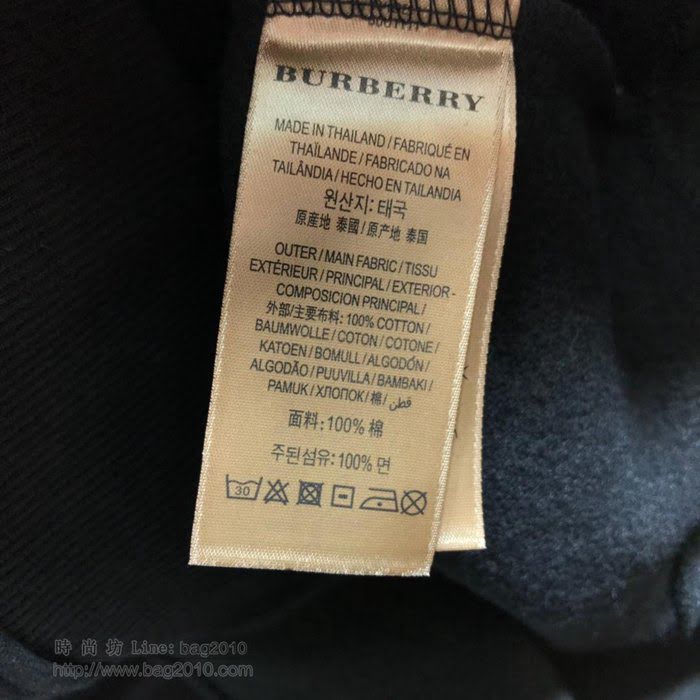 BURBERRY
MADE IN THAILAND / FABRIQUÉ EN
THAÏLANDE / FABRICADO NA
TAILÂNDIA / HECHO EN TAILANDIA
원산지: 태국
原産地 泰國 / 原产地 泰国
OUTER / MAIN FABRIC / TISSU
EXTÉRIEUR / PRINCIPAL / EXTERIOR-
COMPOSICION PRINCIPAL /
外部/主要布料: 100% COTTON /
BAUMWOLLE / COTON / COTONE /
KATOEN / BOMULL / ALGODÓN /
ALGODÃO / PUUVILLA / BAMBAKI /
PAMUK / ХЛОПОК / 棉 / قطن
面料: 100% 棉
주된섬유: 100% 면
30
時尚坊 Line: bag2010
http://www.bag2010.com/